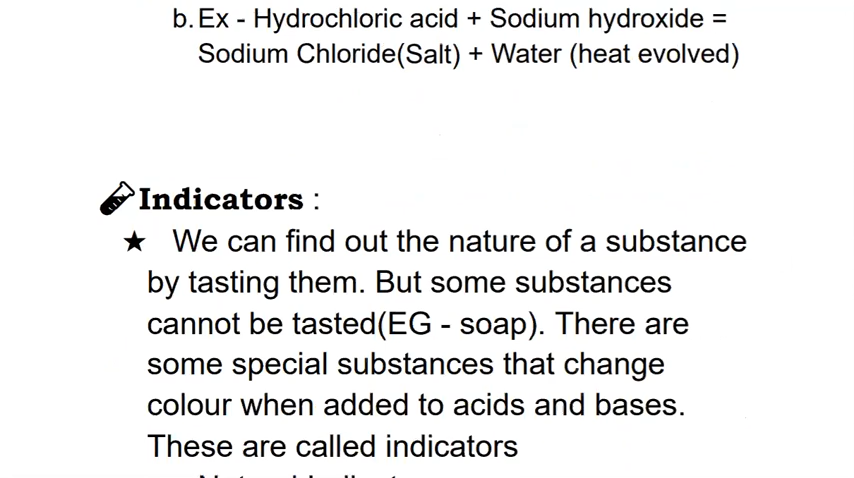 b. Ex - Hydrochloric acid + Sodium hydroxide =
Sodium Chloride(Salt) + Water (heat evolved)
Indicators :
★ We can find out the nature of a substance
by tasting them. But some substances
cannot be tasted(EG - soap). There are
some special substances that change
colour when added to acids and bases.
These are called indicators